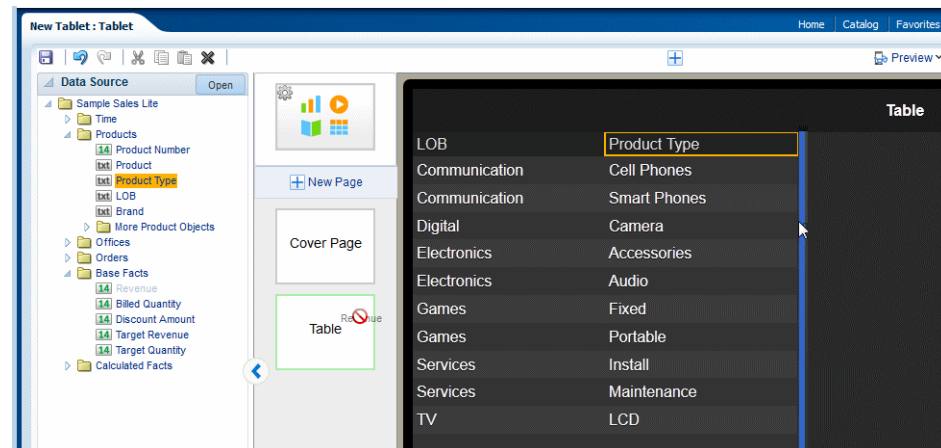 New Tablet : Tablet
Home Catalog Favorites
Preview
Data Source Open
Sample Sales Lite
Time
Products
14 Product Number
txt Product
txt Product Type
txt LOB
txt Brand
More Product Objects
Offices
Orders
Base Facts
14 Revenue
14 Billed Quantity
14 Discount Amount
14 Target Revenue
14 Target Quantity
Calculated Facts
New Page
Cover Page
Table
Table
LOB Product Type
Communication Cell Phones
Communication Smart Phones
Digital Camera
Electronics Accessories
Electronics Audio
Games Fixed
Games Portable
Services Install
Services Maintenance
TV LCD